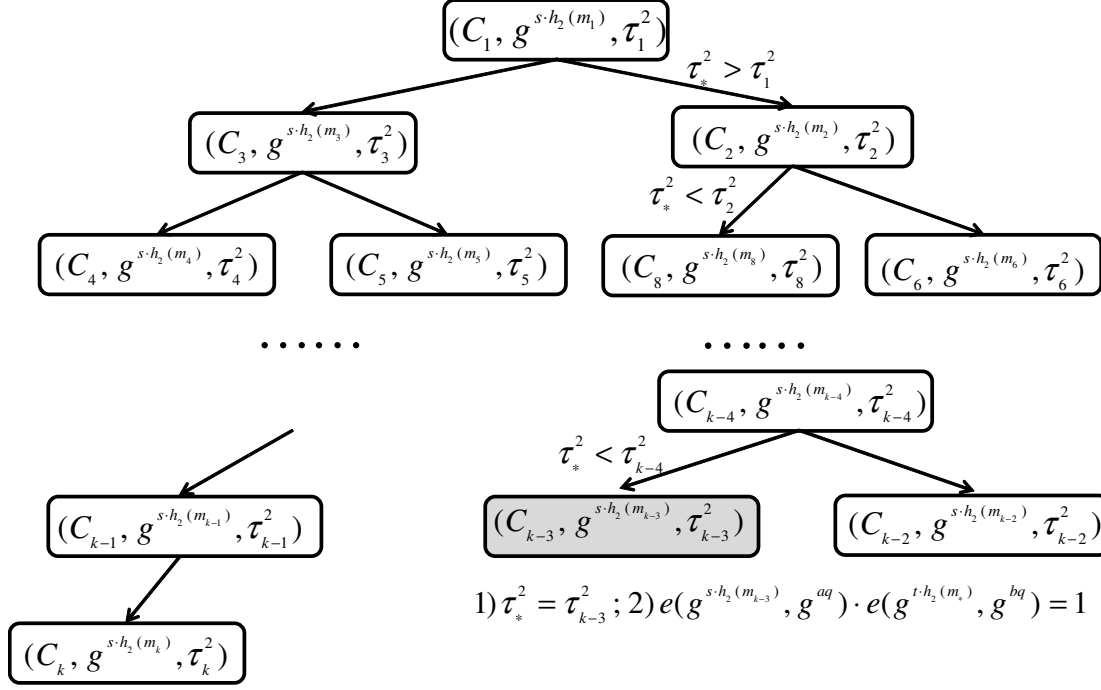 (C_1, g^{s·h_2(m_1)}, τ_1^2)
τ_*^2 > τ_1^2
(C_3, g^{s·h_2(m_3)}, τ_3^2)
(C_2, g^{s·h_2(m_2)}, τ_2^2)
τ_*^2 < τ_2^2
(C_4, g^{s·h_2(m_4)}, τ_4^2)
(C_5, g^{s·h_2(m_5)}, τ_5^2)
(C_8, g^{s·h_2(m_8)}, τ_8^2)
(C_6, g^{s·h_2(m_6)}, τ_6^2)
······
······
(C_{k-4}, g^{s·h_2(m_{k-4})}, τ_{k-4}^2)
τ_*^2 < τ_{k-4}^2
(C_{k-1}, g^{s·h_2(m_{k-1})}, τ_{k-1}^2)
(C_{k-3}, g^{s·h_2(m_{k-3})}, τ_{k-3}^2)
(C_{k-2}, g^{s·h_2(m_{k-2})}, τ_{k-2}^2)
1) τ_*^2 = τ_{k-3}^2; 2) e(g^{s·h_2(m_{k-3})}, g^{aq}) · e(g^{t·h_2(m_*)}, g^{bq}) = 1
(C_k, g^{s·h_2(m_k)}, τ_k^2)